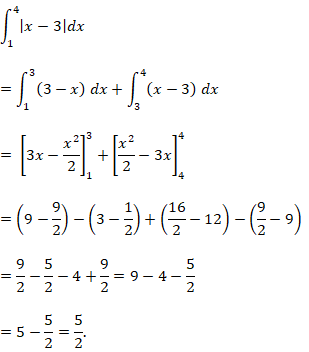 ∫₁⁴ |x − 3|dx
= ∫₁³ (3 − x) dx + ∫₃⁴ (x − 3) dx
= [3x − x²/2]₁³ + [x²/2 − 3x]₄⁴
= (9 − 9/2) − (3 − 1/2) + (16/2 − 12) − (9/2 − 9)
= 9/2 − 5/2 − 4 + 9/2 = 9 − 4 − 5/2
= 5 − 5/2 = 5/2.